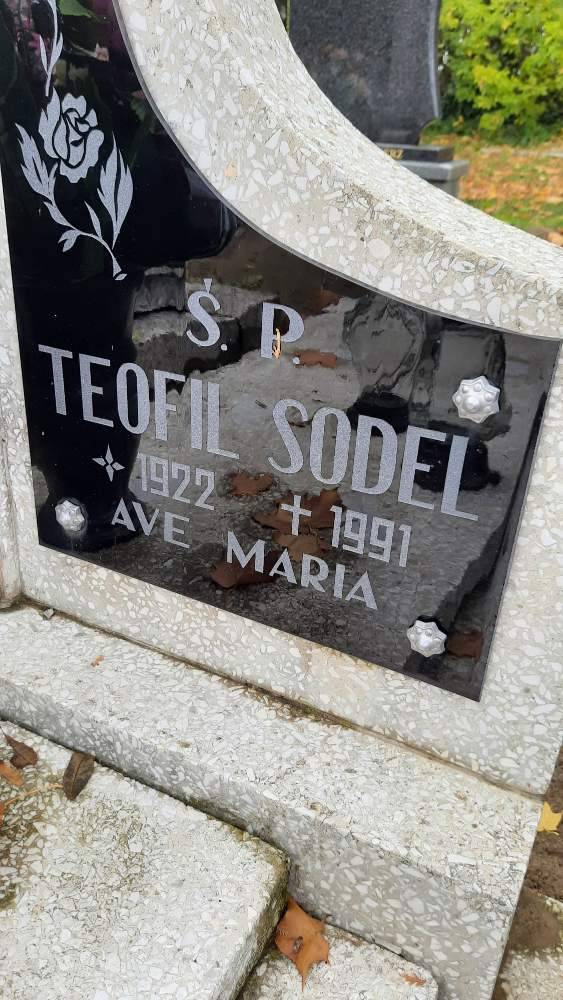 Ś. P.
TEOFIL SODEL
1922 † 1991
AVE MARIA